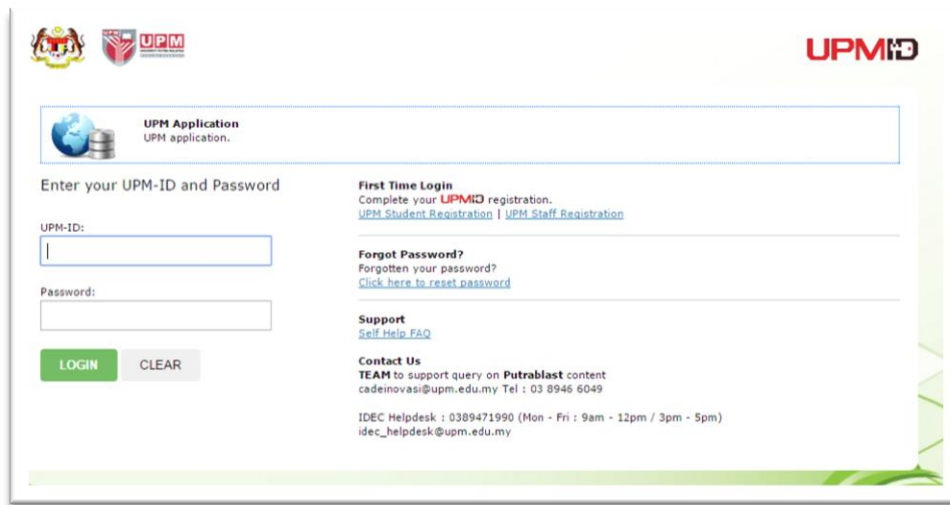 UPM
UPMID
UPM Application
UPM application.
Enter your UPM-ID and Password
UPM-ID:
Password:
LOGIN CLEAR
First Time Login
Complete your UPMID registration.
UPM Student Registration | UPM Staff Registration
Forgot Password?
Forgotten your password?
Click here to reset password
Support
Self Help FAQ
Contact Us
TEAM to support query on Putrablast content
cadeinovasi@upm.edu.my Tel : 03 8946 6049
IDEC Helpdesk : 0389471990 (Mon - Fri : 9am - 12pm / 3pm - 5pm)
idec_helpdesk@upm.edu.my